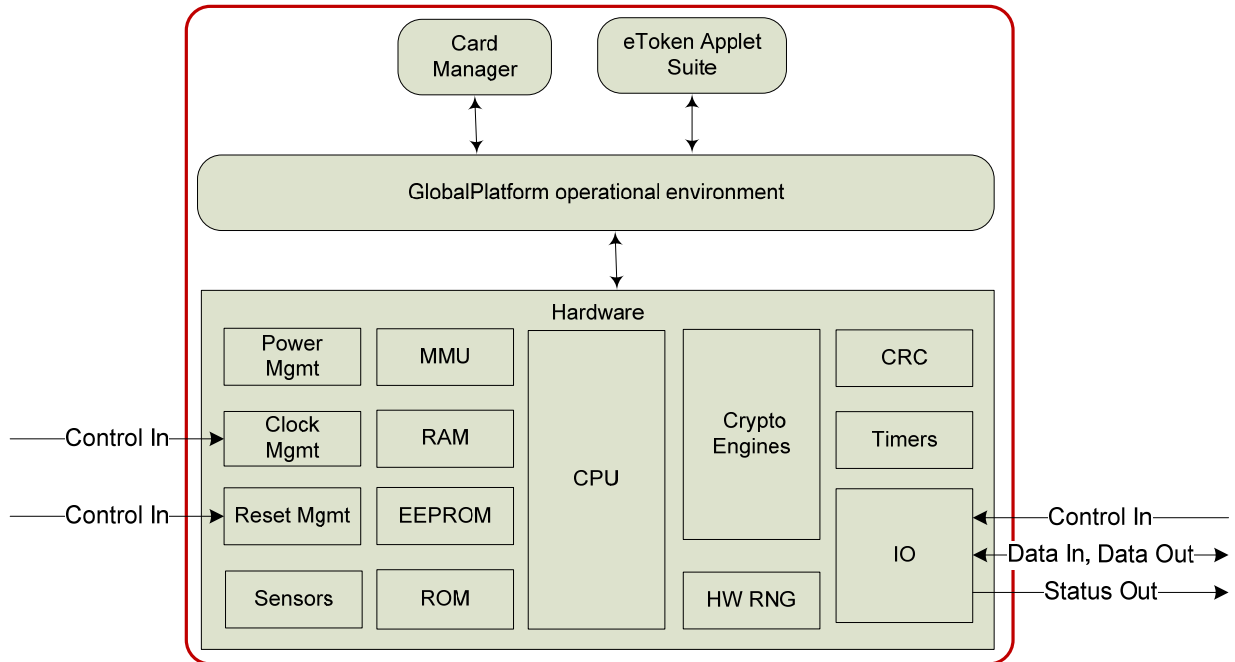 Card
Manager
eToken Applet
Suite
GlobalPlatform operational environment
Hardware
Power
Mgmt
MMU
CPU
Crypto
Engines
CRC
Control In
Clock
Mgmt
RAM
Timers
Control In
Reset Mgmt
EEPROM
IO
Control In
Data In, Data Out
Status Out
Sensors
ROM
HW RNG